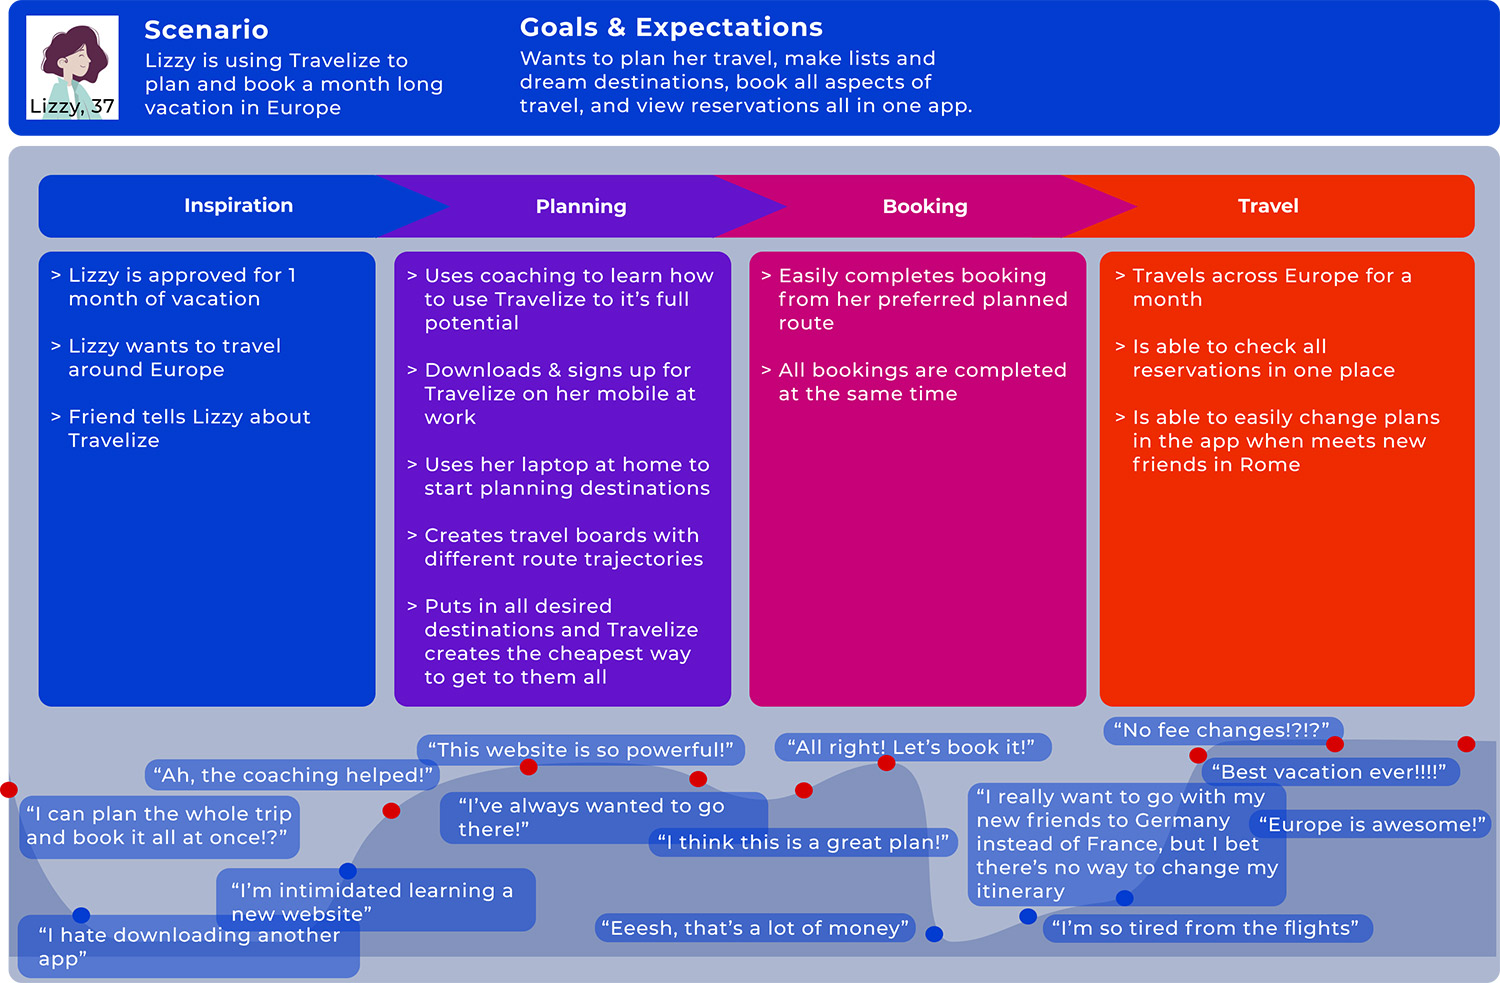 Lizzy, 37
Scenario
Lizzy is using Travelize to
plan and book a month long
vacation in Europe
Goals & Expectations
Wants to plan her travel, make lists and
dream destinations, book all aspects of
travel, and view reservations all in one app.
Inspiration
Planning
Booking
Travel
> Lizzy is approved for 1
month of vacation
> Lizzy wants to travel
around Europe
> Friend tells Lizzy about
Travelize
> Uses coaching to learn how
to use Travelize to it’s full
potential
> Downloads & signs up for
Travelize on her mobile at
work
> Uses her laptop at home to
start planning destinations
> Creates travel boards with
different route trajectories
> Puts in all desired
destinations and Travelize
creates the cheapest way
to get to them all
> Easily completes booking
from her preferred planned
route
> All bookings are completed
at the same time
> Travels across Europe for a
month
> Is able to check all
reservations in one place
> Is able to easily change plans
in the app when meets new
friends in Rome
“I can plan the whole trip
and book it all at once!?”
“I hate downloading another
app”
“I’m intimidated learning a
new website”
“Ah, the coaching helped!”
“This website is so powerful!”
“I’ve always wanted to go
there!”
“I think this is a great plan!”
“All right! Let’s book it!”
“Eeesh, that’s a lot of money”
“I’m so tired from the flights”
“I really want to go with my
new friends to Germany
instead of France, but I bet
there’s no way to change my
itinerary
“No fee changes!?!?”
“Best vacation ever!!!!”
“Europe is awesome!”